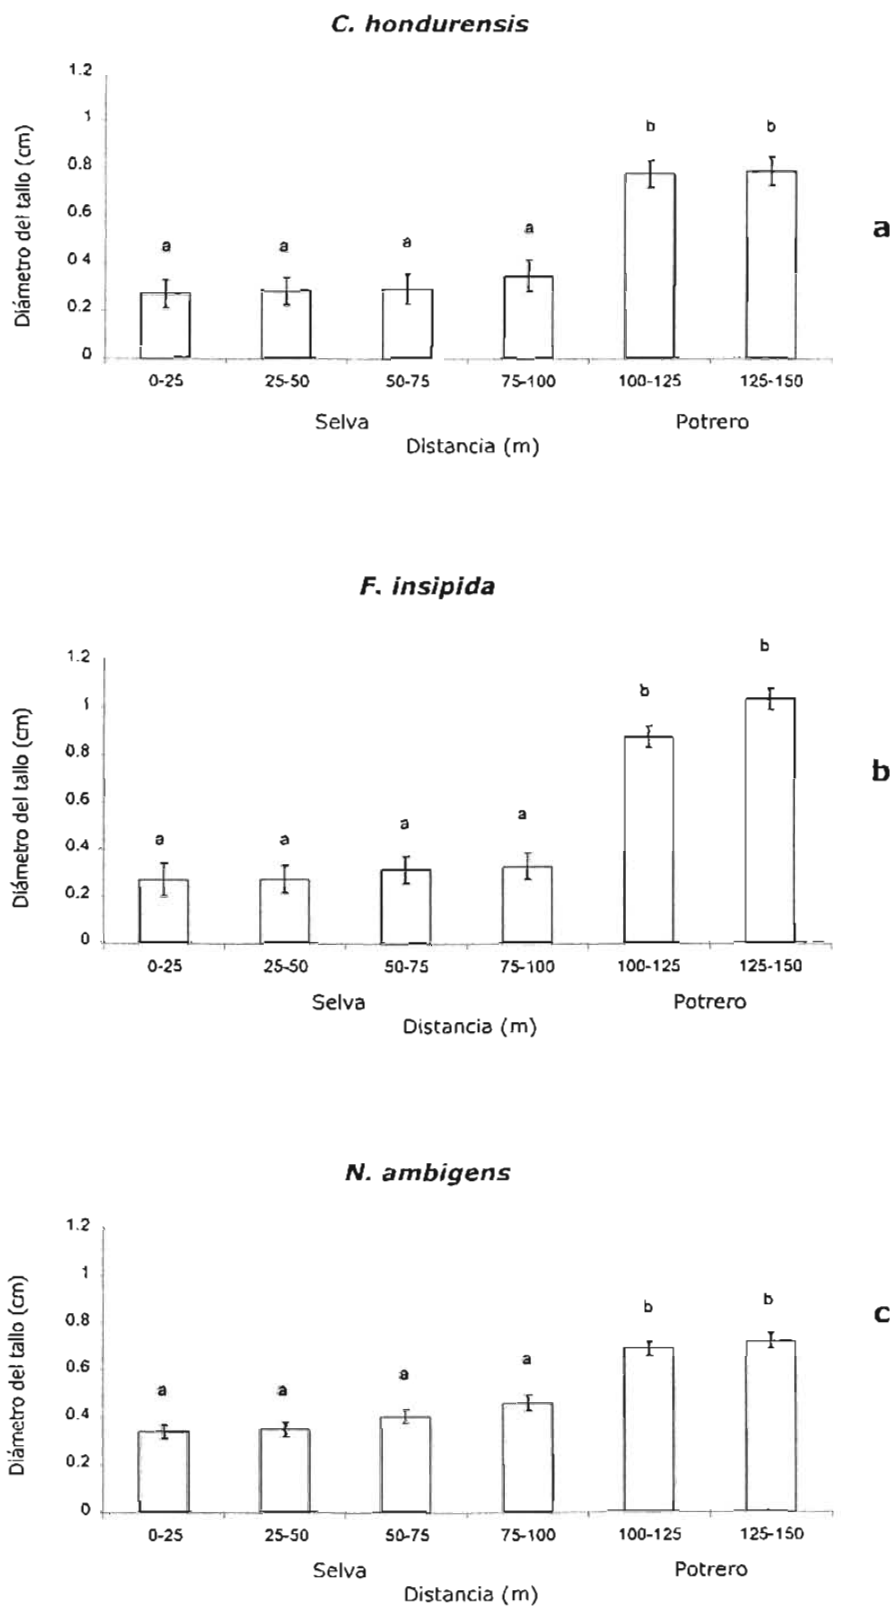 C. hondurensis
1.2
1
0.8
0.6
0.4
0.2
0
Diámetro del tallo (cm)
a a a a b b
0-25 25-50 50-75 75-100 100-125 125-150
Selva Potrero
Distancia (m)
a
F. insipida
1.2
1
0.8
0.6
0.4
0.2
0
Diámetro del tallo (cm)
a a a a b b
0-25 25-50 50-75 75-100 100-125 125-150
Selva Potrero
Distancia (m)
b
N. ambigens
1.2
1
0.8
0.6
0.4
0.2
0
Diámetro del tallo (cm)
a a a a b b
0-25 25-50 50-75 75-100 100-125 125-150
Selva Potrero
Distancia (m)
c